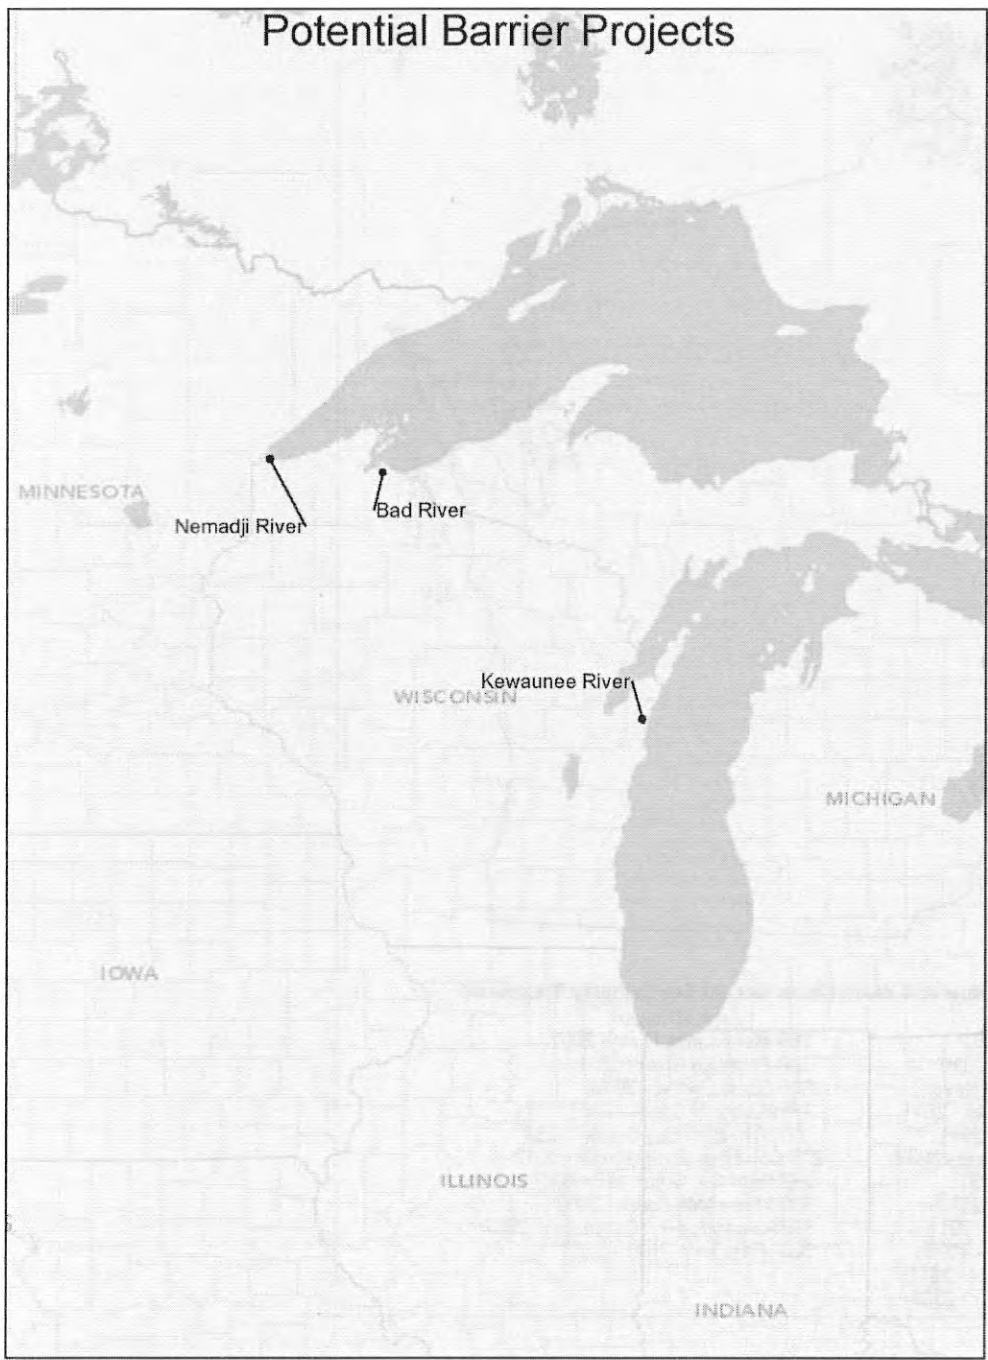 Potential Barrier Projects
MINNESOTA
Bad River
Nemadji River
Kewaunee River
WISCONSIN
MICHIGAN
IOWA
ILLINOIS
INDIANA